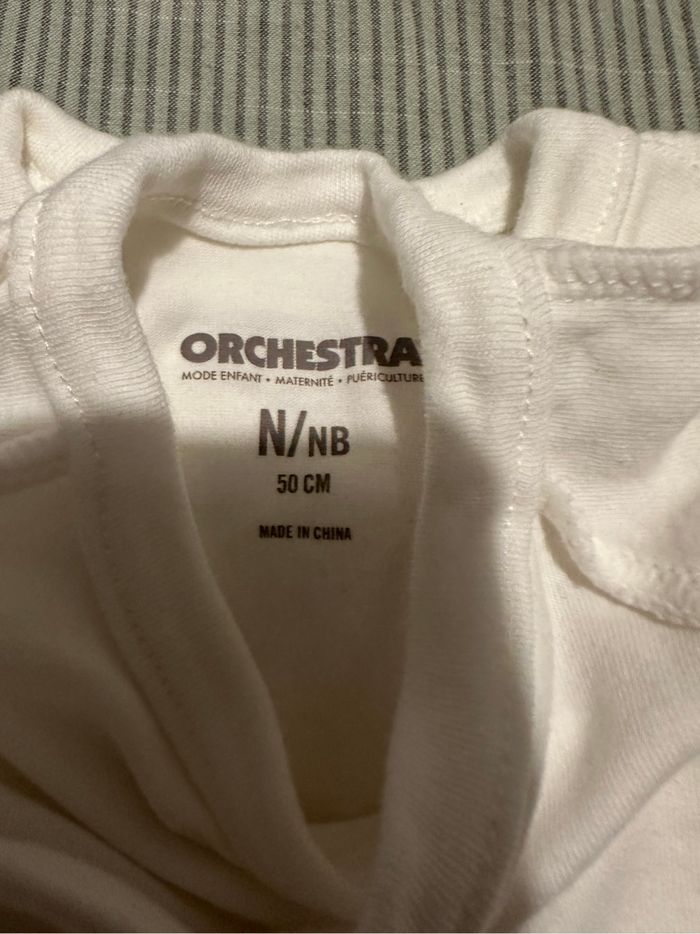 ORCHESTRA
MODE ENFANT • MATERNITÉ • PUÉRICULTURE
N/NB
50 CM
MADE IN CHINA